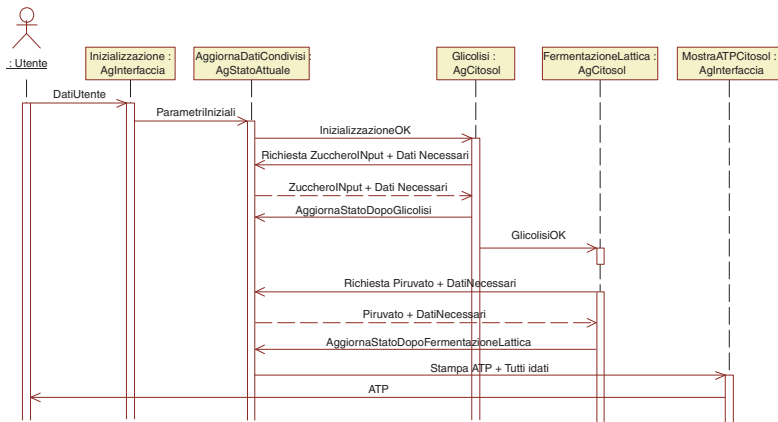 : Utente
Inizializzazione :
AgInterfaccia
AggiornaDatiCondivisi :
AgStatoAttuale
Glicolisi :
AgCitosol
FermentazioneLattica :
AgCitosol
MostraATPCitosol :
AgInterfaccia
DatiUtente
ParametriIniziali
InizializzazioneOK
Richiesta ZuccheroINput + Dati Necessari
ZuccheroINput + Dati Necessari
AggiornaStatoDopoGlicolisi
GlicolisiOK
Richiesta Piruvato + DatiNecessari
Piruvato + DatiNecessari
AggiornaStatoDopoFermentazioneLattica
Stampa ATP + Tutti idati
ATP